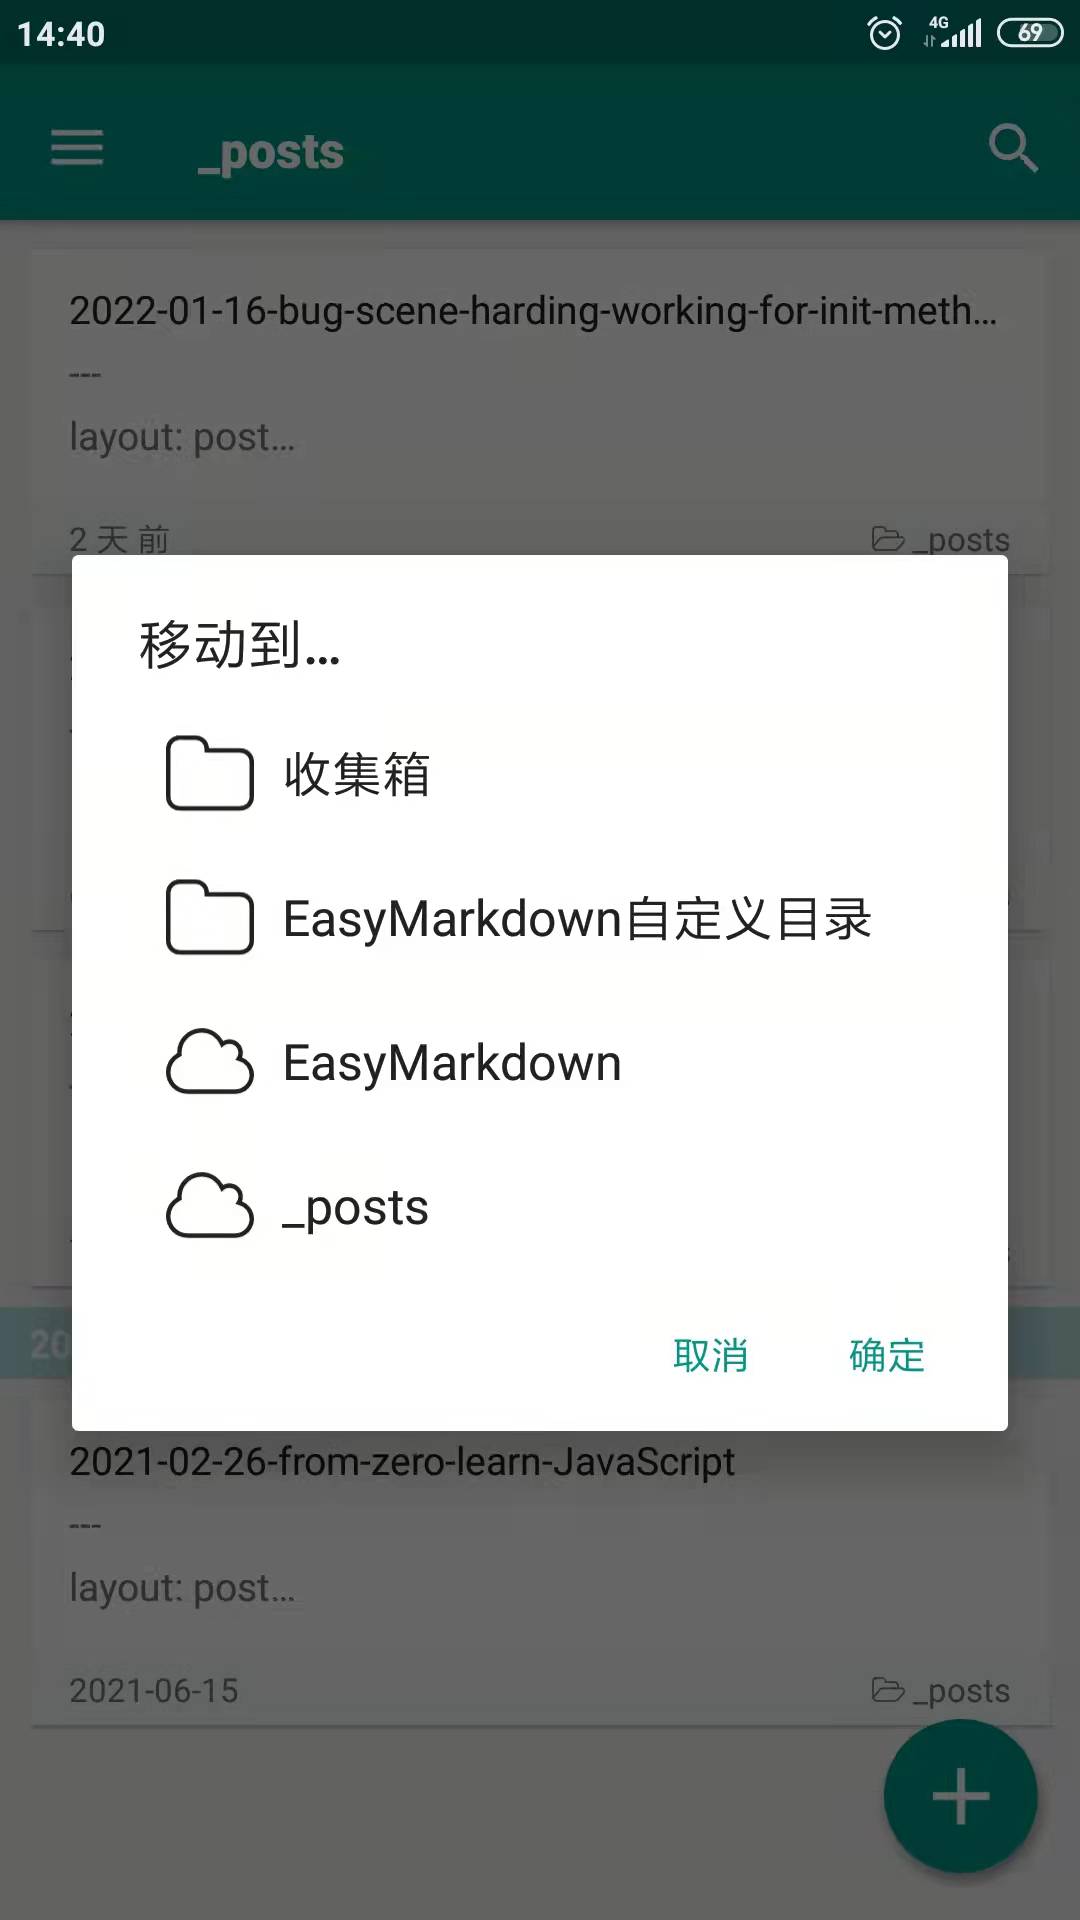 14:40
4G
69
_posts
2022-01-16-bug-scene-harding-working-for-init-meth...
---
layout: post...
2 天 前
_posts
移动到...
收集箱
EasyMarkdown自定义目录
EasyMarkdown
_posts
取消 确定
20
2021-02-26-from-zero-learn-JavaScript
---
layout: post...
2021-06-15
_posts